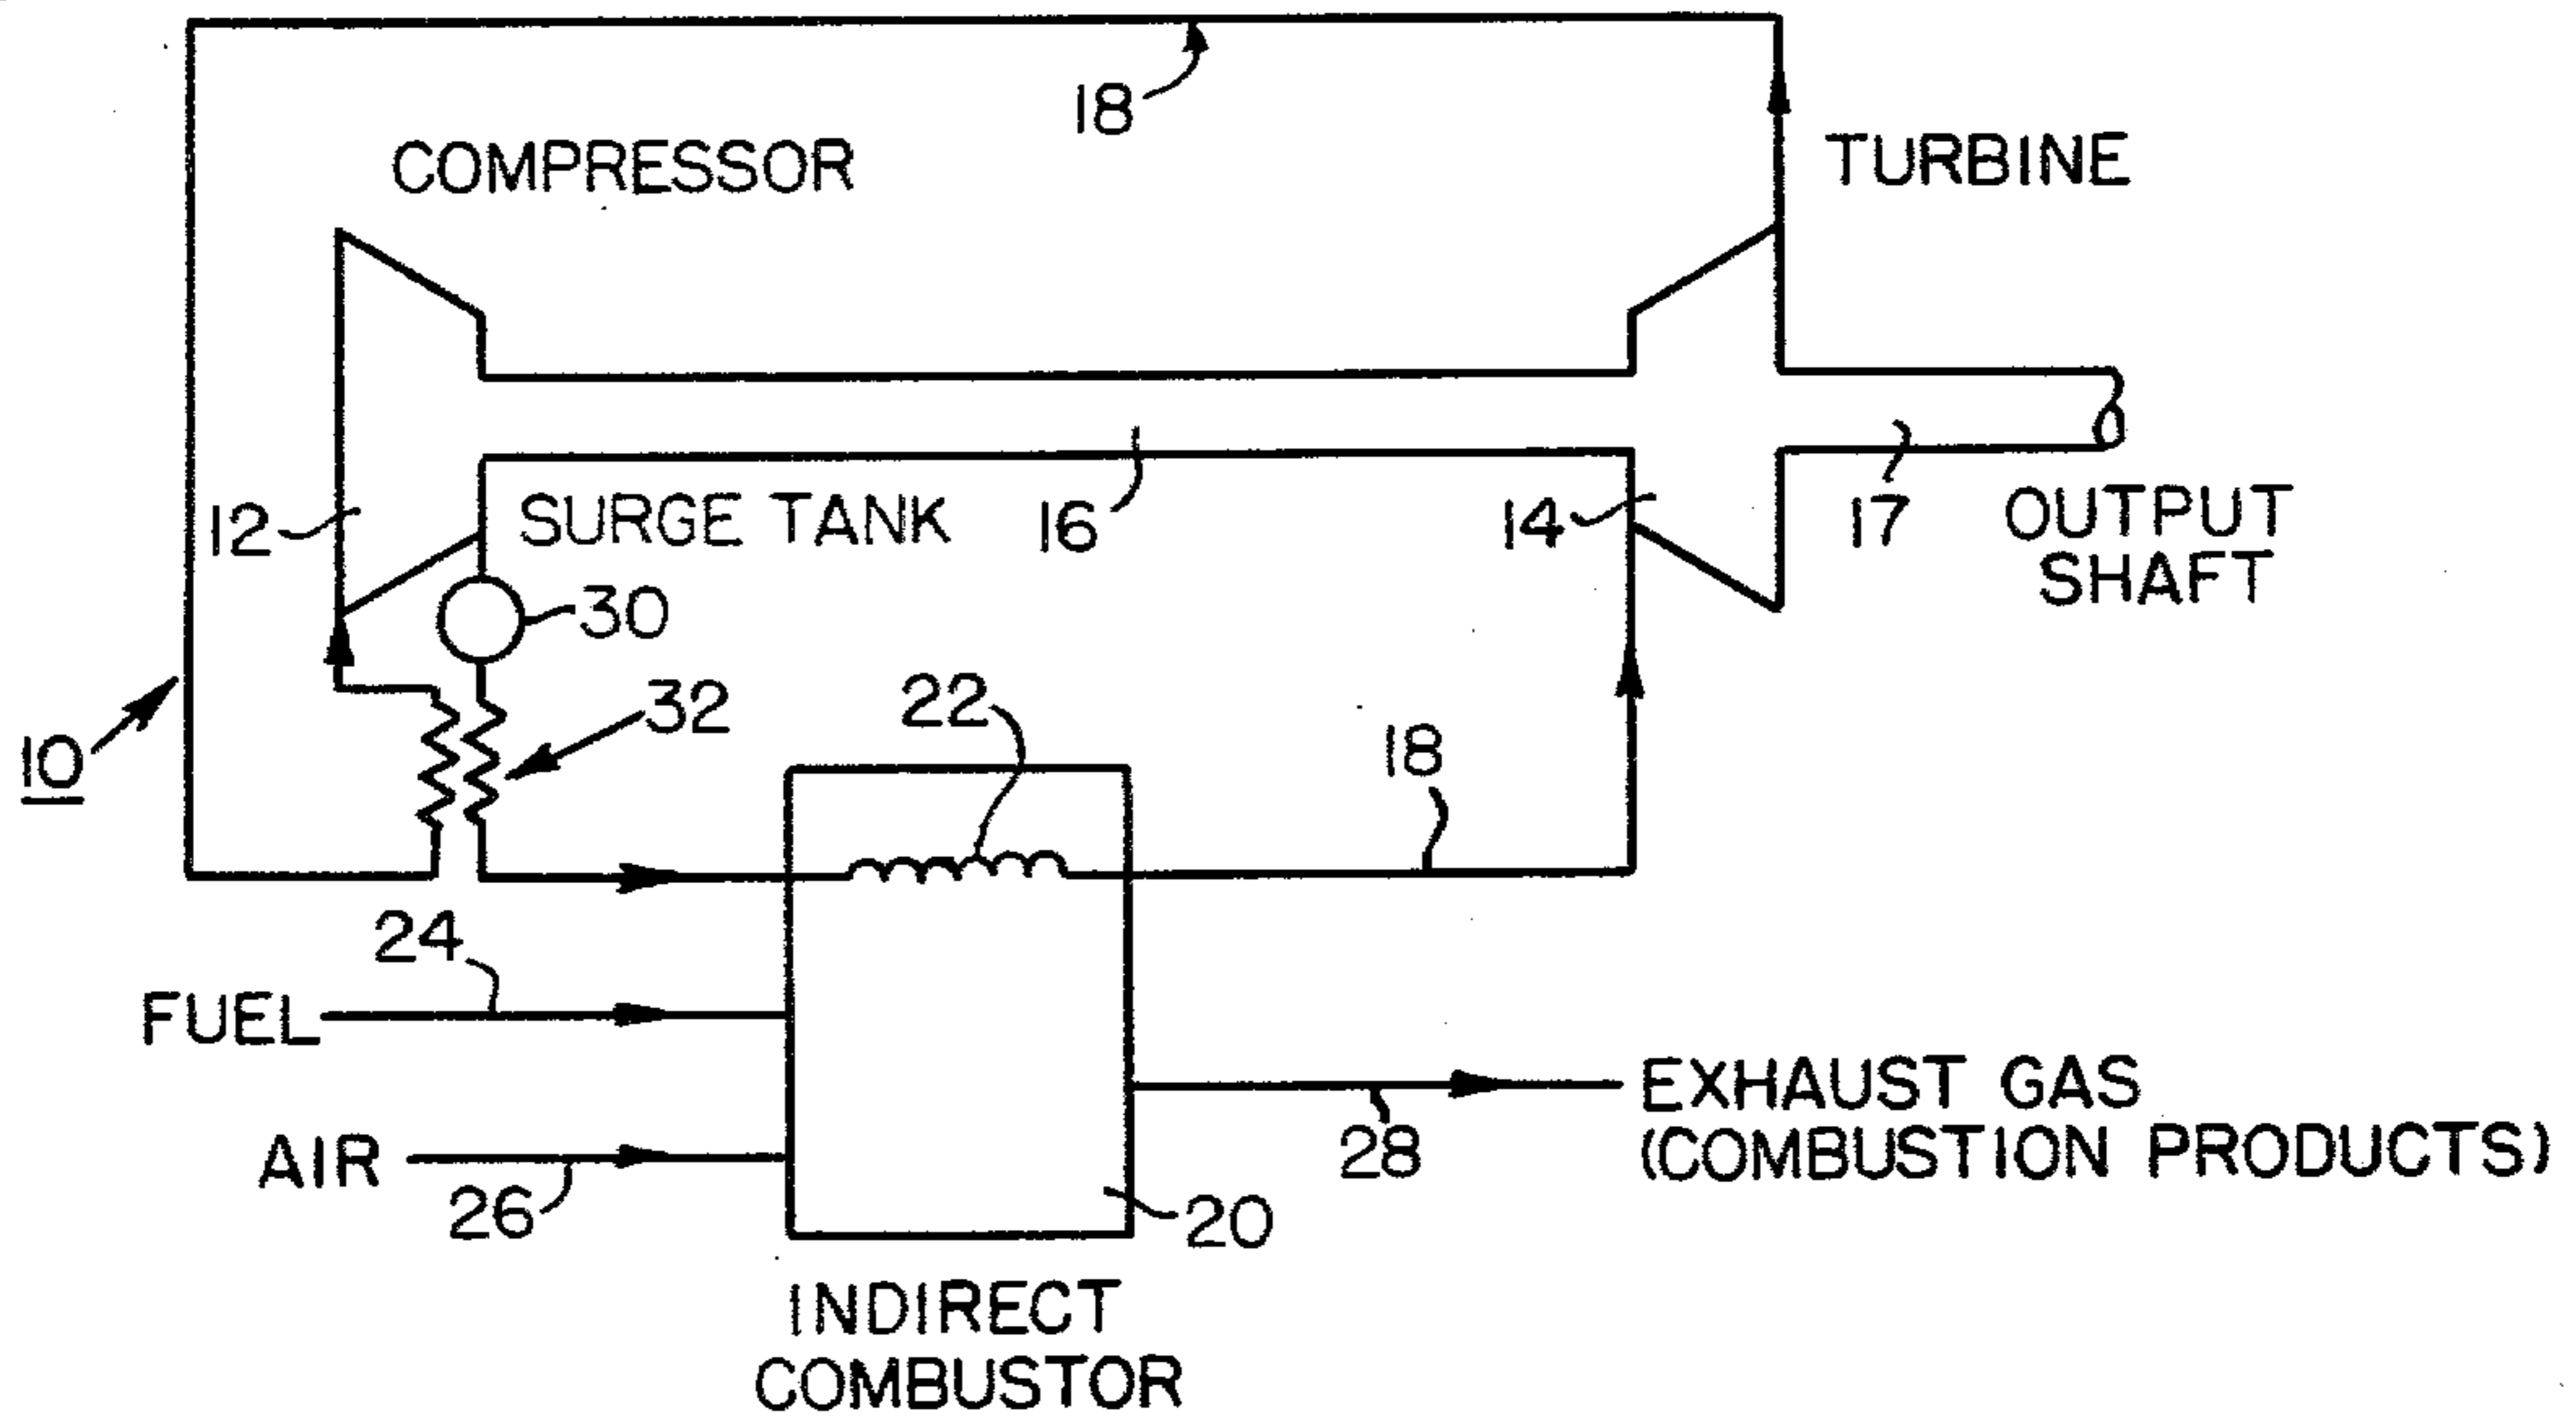 18
COMPRESSOR
TURBINE
12
SURGE TANK
16
14
17
OUTPUT
SHAFT
30
32
22
10
18
24
FUEL
AIR
26
28
EXHAUST GAS
(COMBUSTION PRODUCTS)
20
INDIRECT
COMBUSTOR